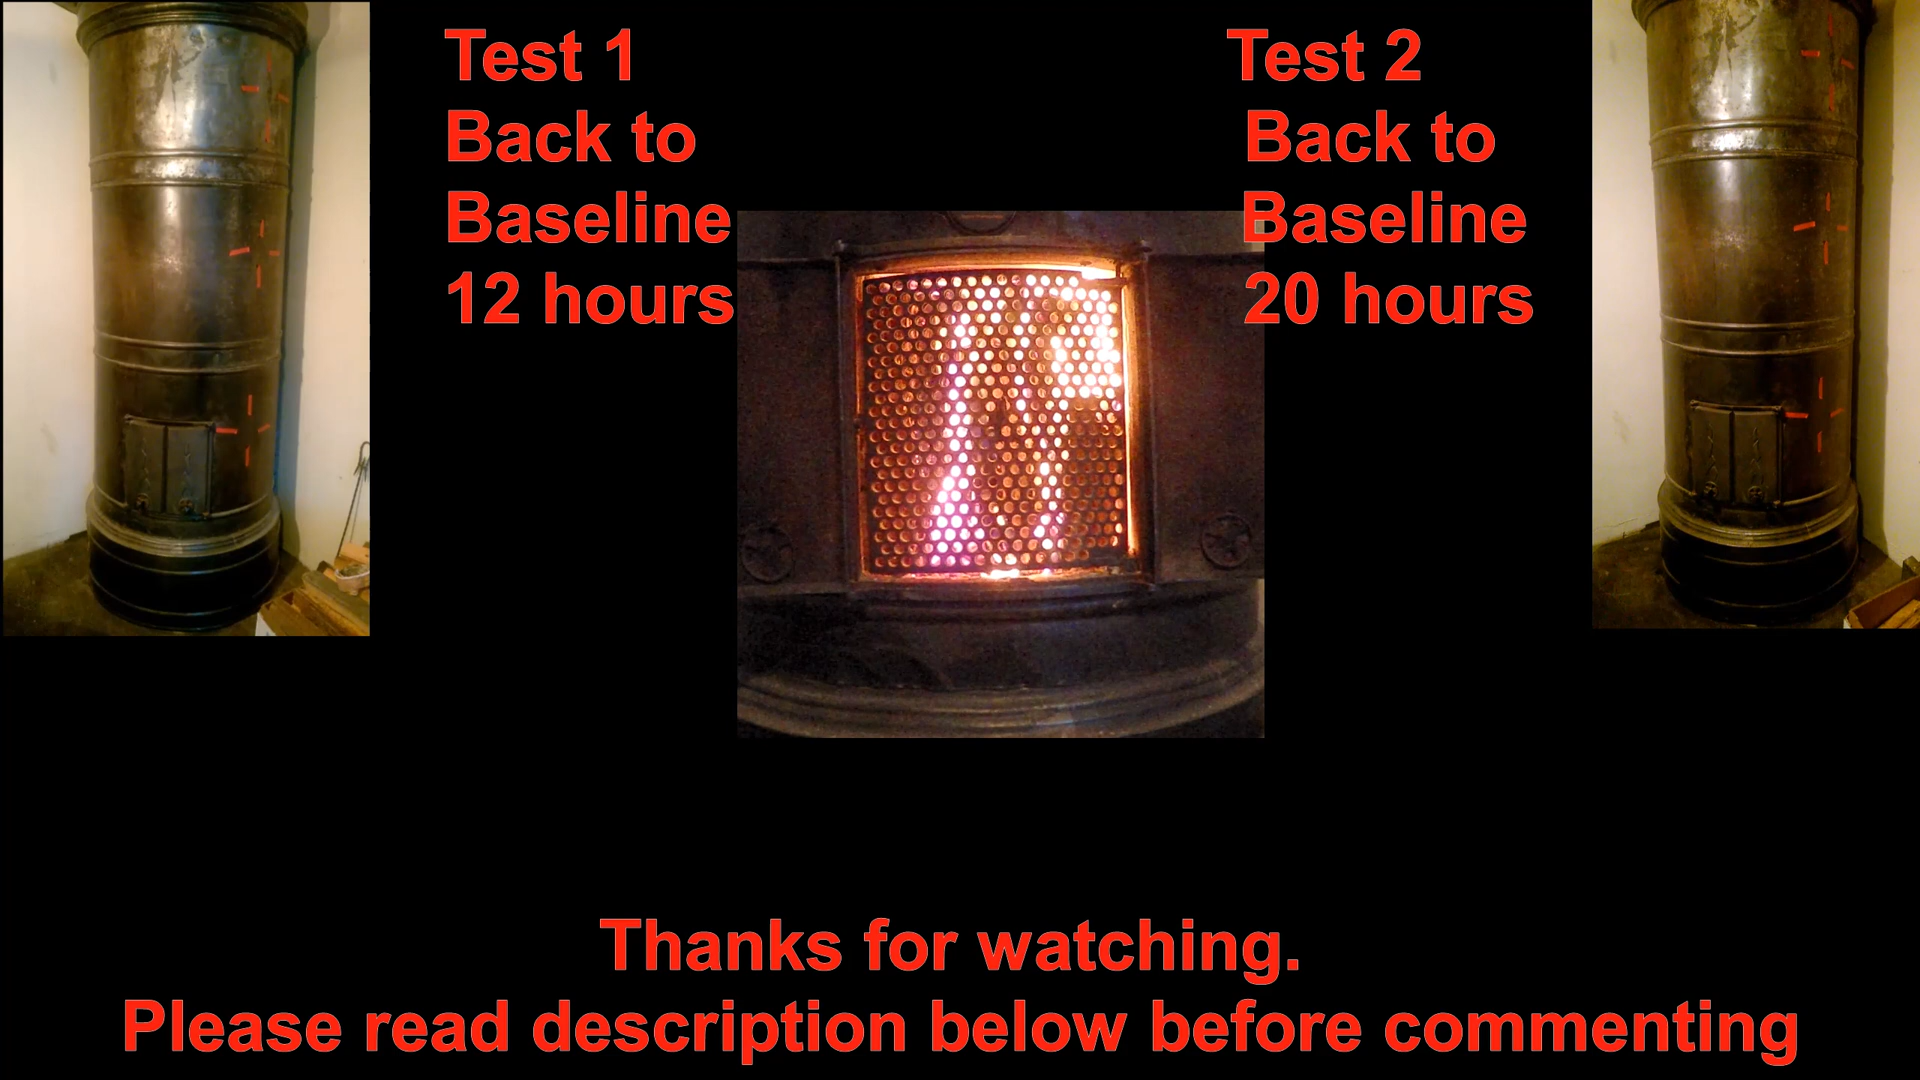 Test 1
Back to
Baseline
12 hours
Test 2
Back to
Baseline
20 hours
Thanks for watching.
Please read description below before commenting